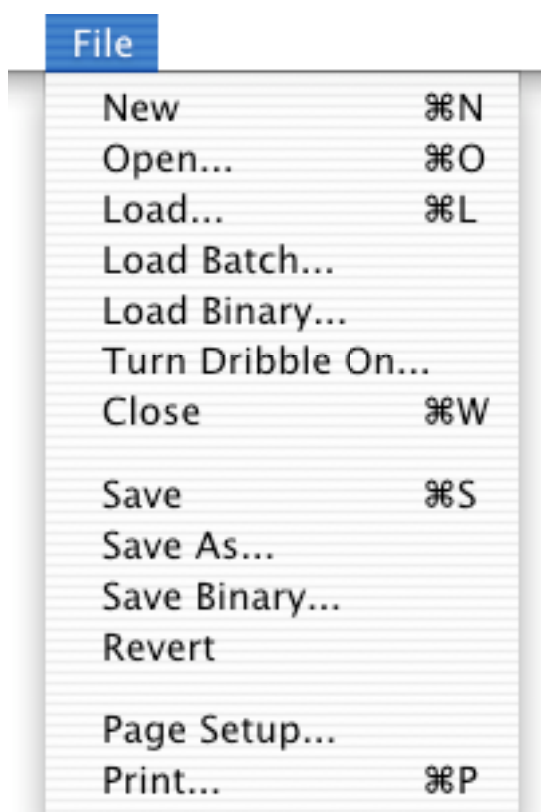 File
New ⌘N
Open... ⌘O
Load... ⌘L
Load Batch...
Load Binary...
Turn Dribble On...
Close ⌘W
Save ⌘S
Save As...
Save Binary...
Revert
Page Setup...
Print... ⌘P